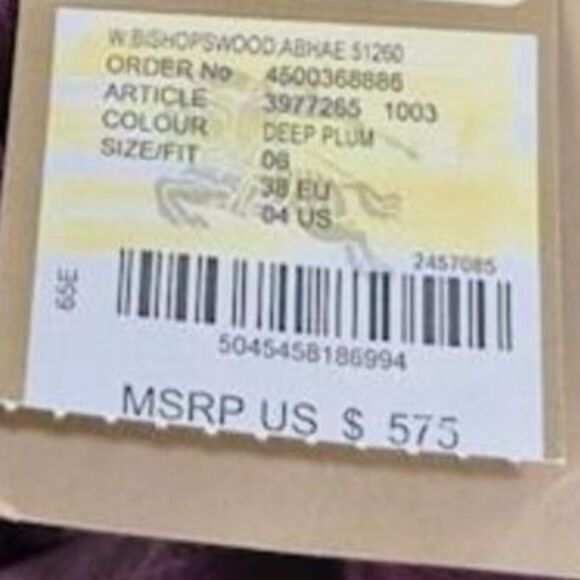 W.BISHOPSWOOD.ABHAE 51260
ORDER No 4500368886
ARTICLE 3977265 1003
COLOUR DEEP PLUM
SIZE/FIT 06
38 EU
04 US
2457085
65E
5045458186994
MSRP US $ 575